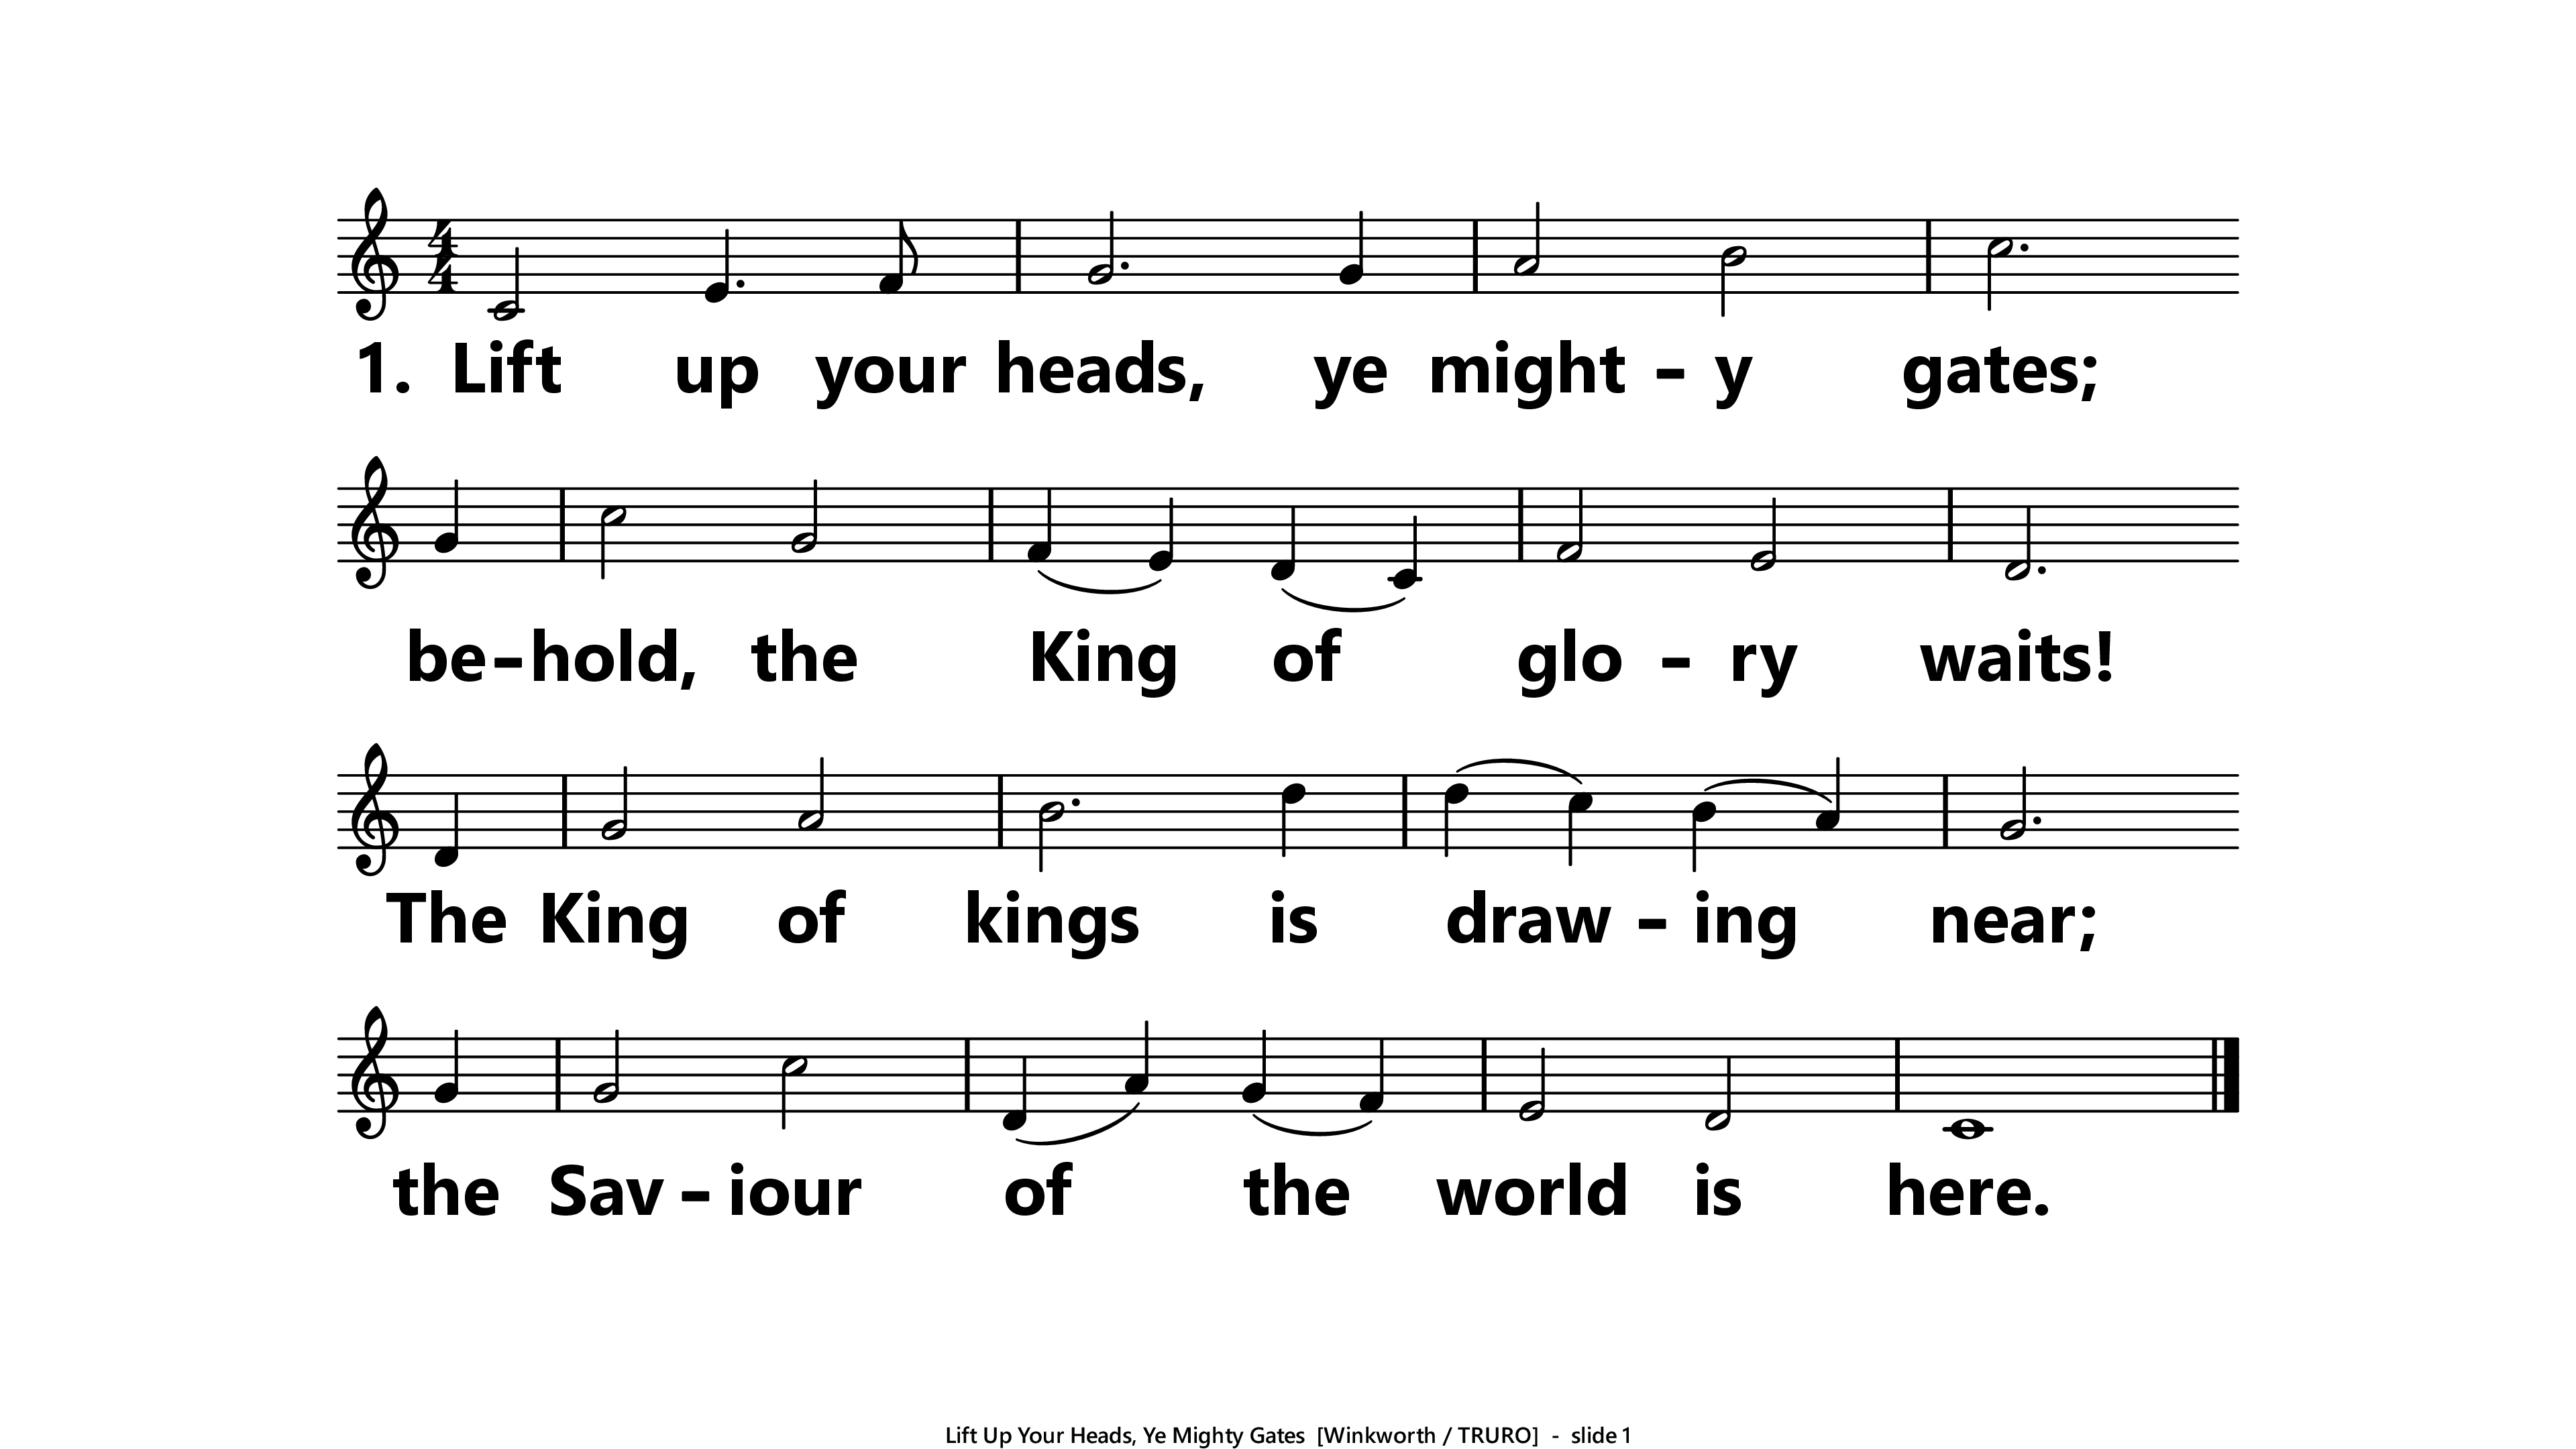 4/4
1. Lift up your heads, ye might - y gates;
be-hold, the King of glo - ry waits!
The King of kings is draw - ing near;
the Sav - iour of the world is here.
Lift Up Your Heads, Ye Mighty Gates [Winkworth / TRURO] - slide 1